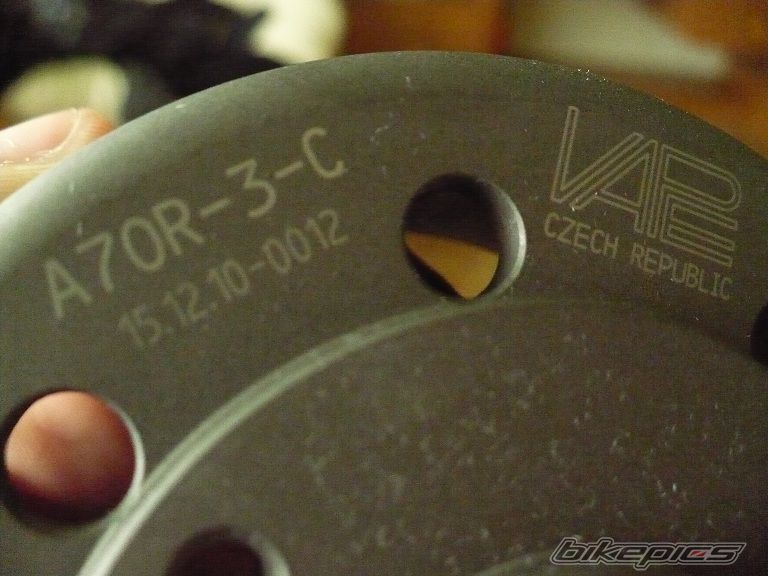 A70R-3-C
15.12.10-0012
VAPE
CZECH REPUBLIC
bikepics